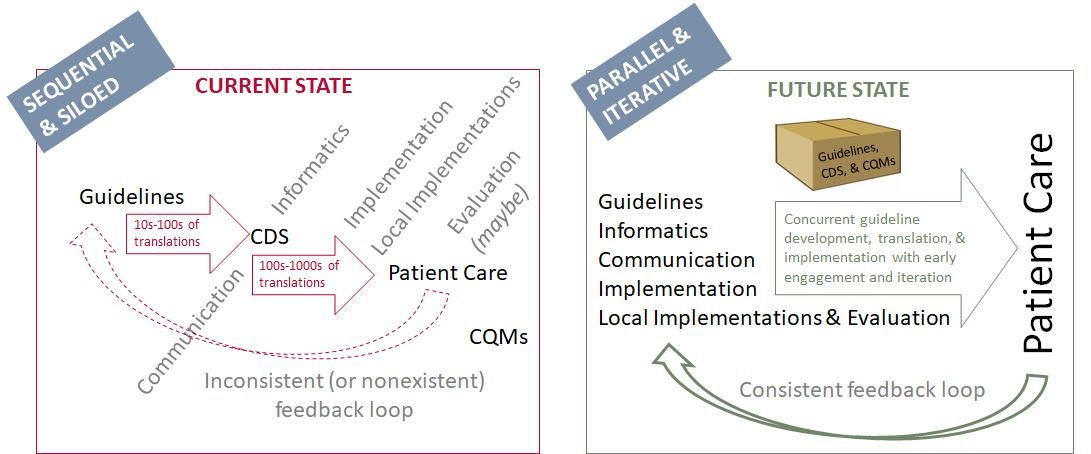 SEQUENTIAL
& SILOED
CURRENT STATE
Guidelines
10s-100s of
translations
CDS
Informatics
Communication
100s-1000s of
translations
Implementation
Local Implementations
Evaluation
(maybe)
Patient Care
CQMs
Inconsistent (or nonexistent)
feedback loop
PARALLEL &
ITERATIVE
FUTURE STATE
Guidelines,
CDS, & CQMs
Guidelines
Informatics
Communication
Implementation
Local Implementations & Evaluation
Concurrent guideline
development, translation, &
implementation with early
engagement and iteration
Patient Care
Consistent feedback loop